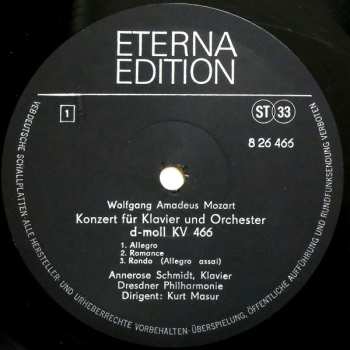 ETERNA
EDITION
1
ST 33
8 26 466
Wolfgang Amadeus Mozart
Konzert für Klavier und Orchester
d-moll KV 466
1. Allegro
2. Romance
3. Rondo (Allegro assai)
Annerose Schmidt, Klavier
Dresdner Philharmonie
Dirigent: Kurt Masur
VEB DEUTSCHE SCHALLPLATTEN · ALLE HERSTELLER- UND URHEBERRECHTE VORBEHALTEN · ÜBERSPIELUNG, ÖFFENTLICHE AUFFÜHRUNG UND RUNDFUNKSENDUNG VERBOTEN